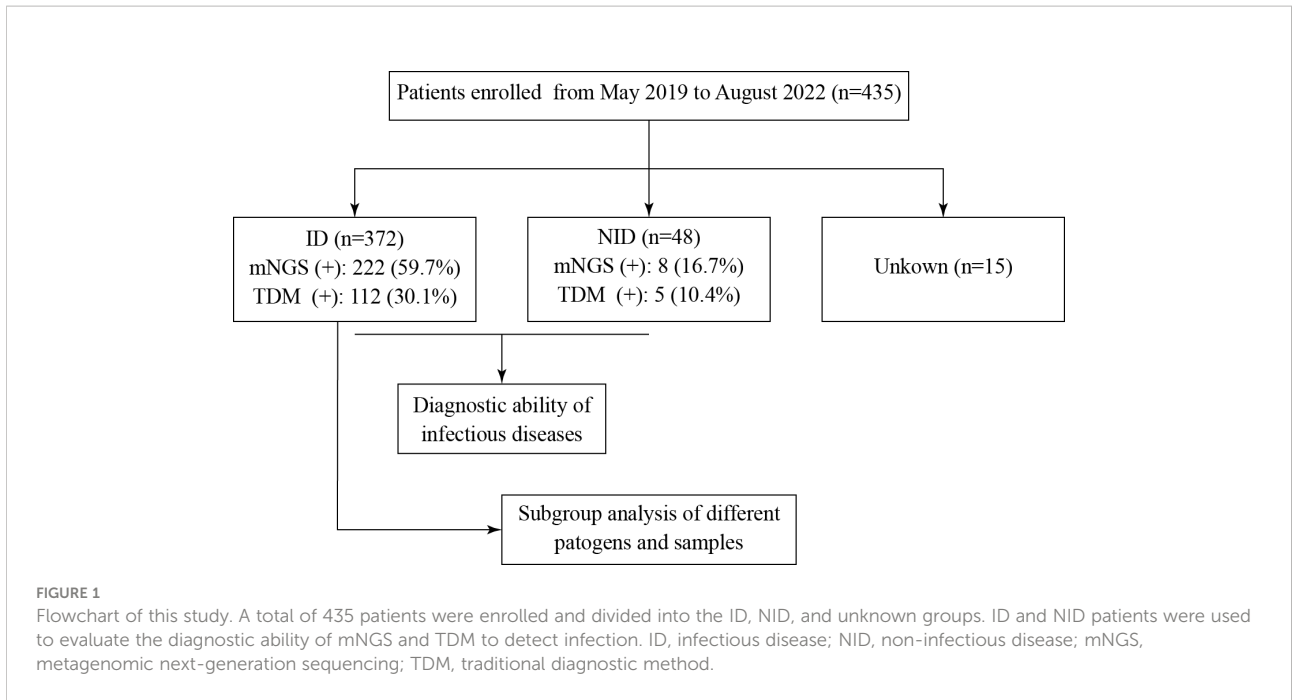 Patients enrolled from May 2019 to August 2022 (n=435)
ID (n=372)
mNGS (+): 222 (59.7%)
TDM (+): 112 (30.1%)
NID (n=48)
mNGS (+): 8 (16.7%)
TDM (+): 5 (10.4%)
Unkown (n=15)
Diagnostic ability of
infectious diseases
Subgroup analysis of different
patogens and samples
FIGURE 1
Flowchart of this study. A total of 435 patients were enrolled and divided into the ID, NID, and unknown groups. ID and NID patients were used
to evaluate the diagnostic ability of mNGS and TDM to detect infection. ID, infectious disease; NID, non-infectious disease; mNGS,
metagenomic next-generation sequencing; TDM, traditional diagnostic method.